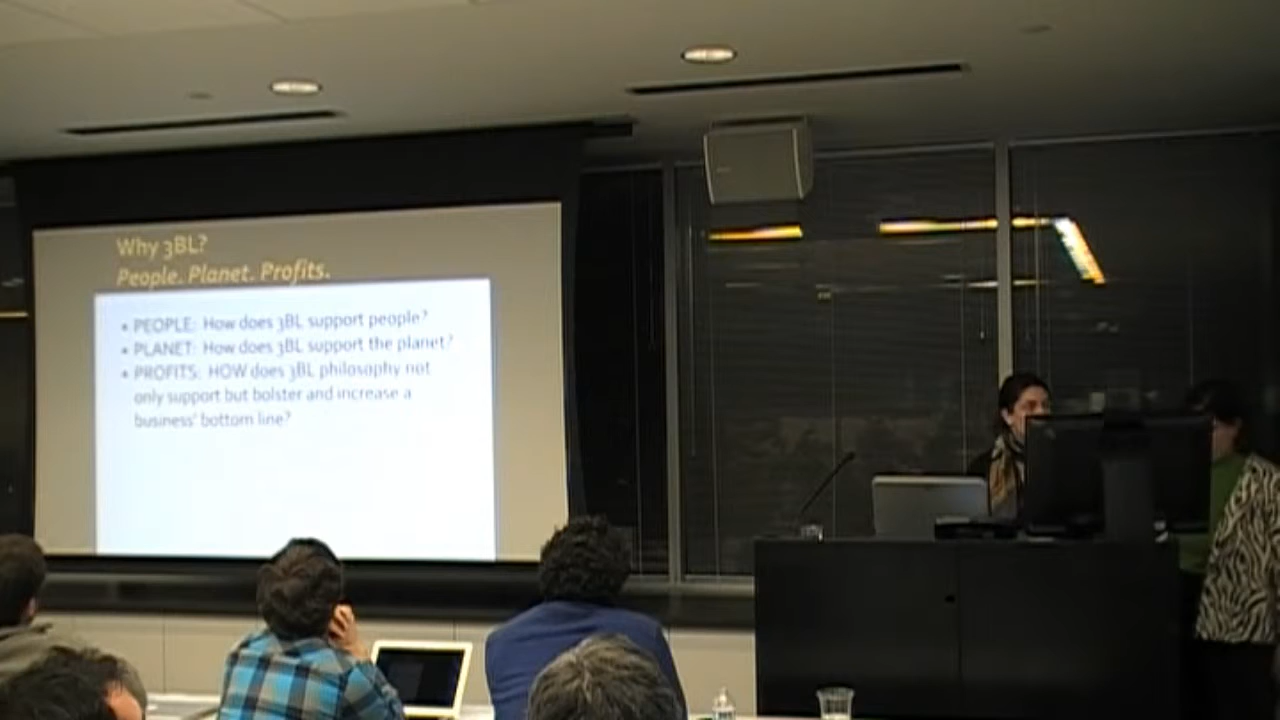 Why 3BL?
People. Planet. Profits.
• PEOPLE: How does 3BL support people?
• PLANET: How does 3BL support the planet?
• PROFITS: HOW does 3BL philosophy not
only support but bolster and increase a
business' bottom line?